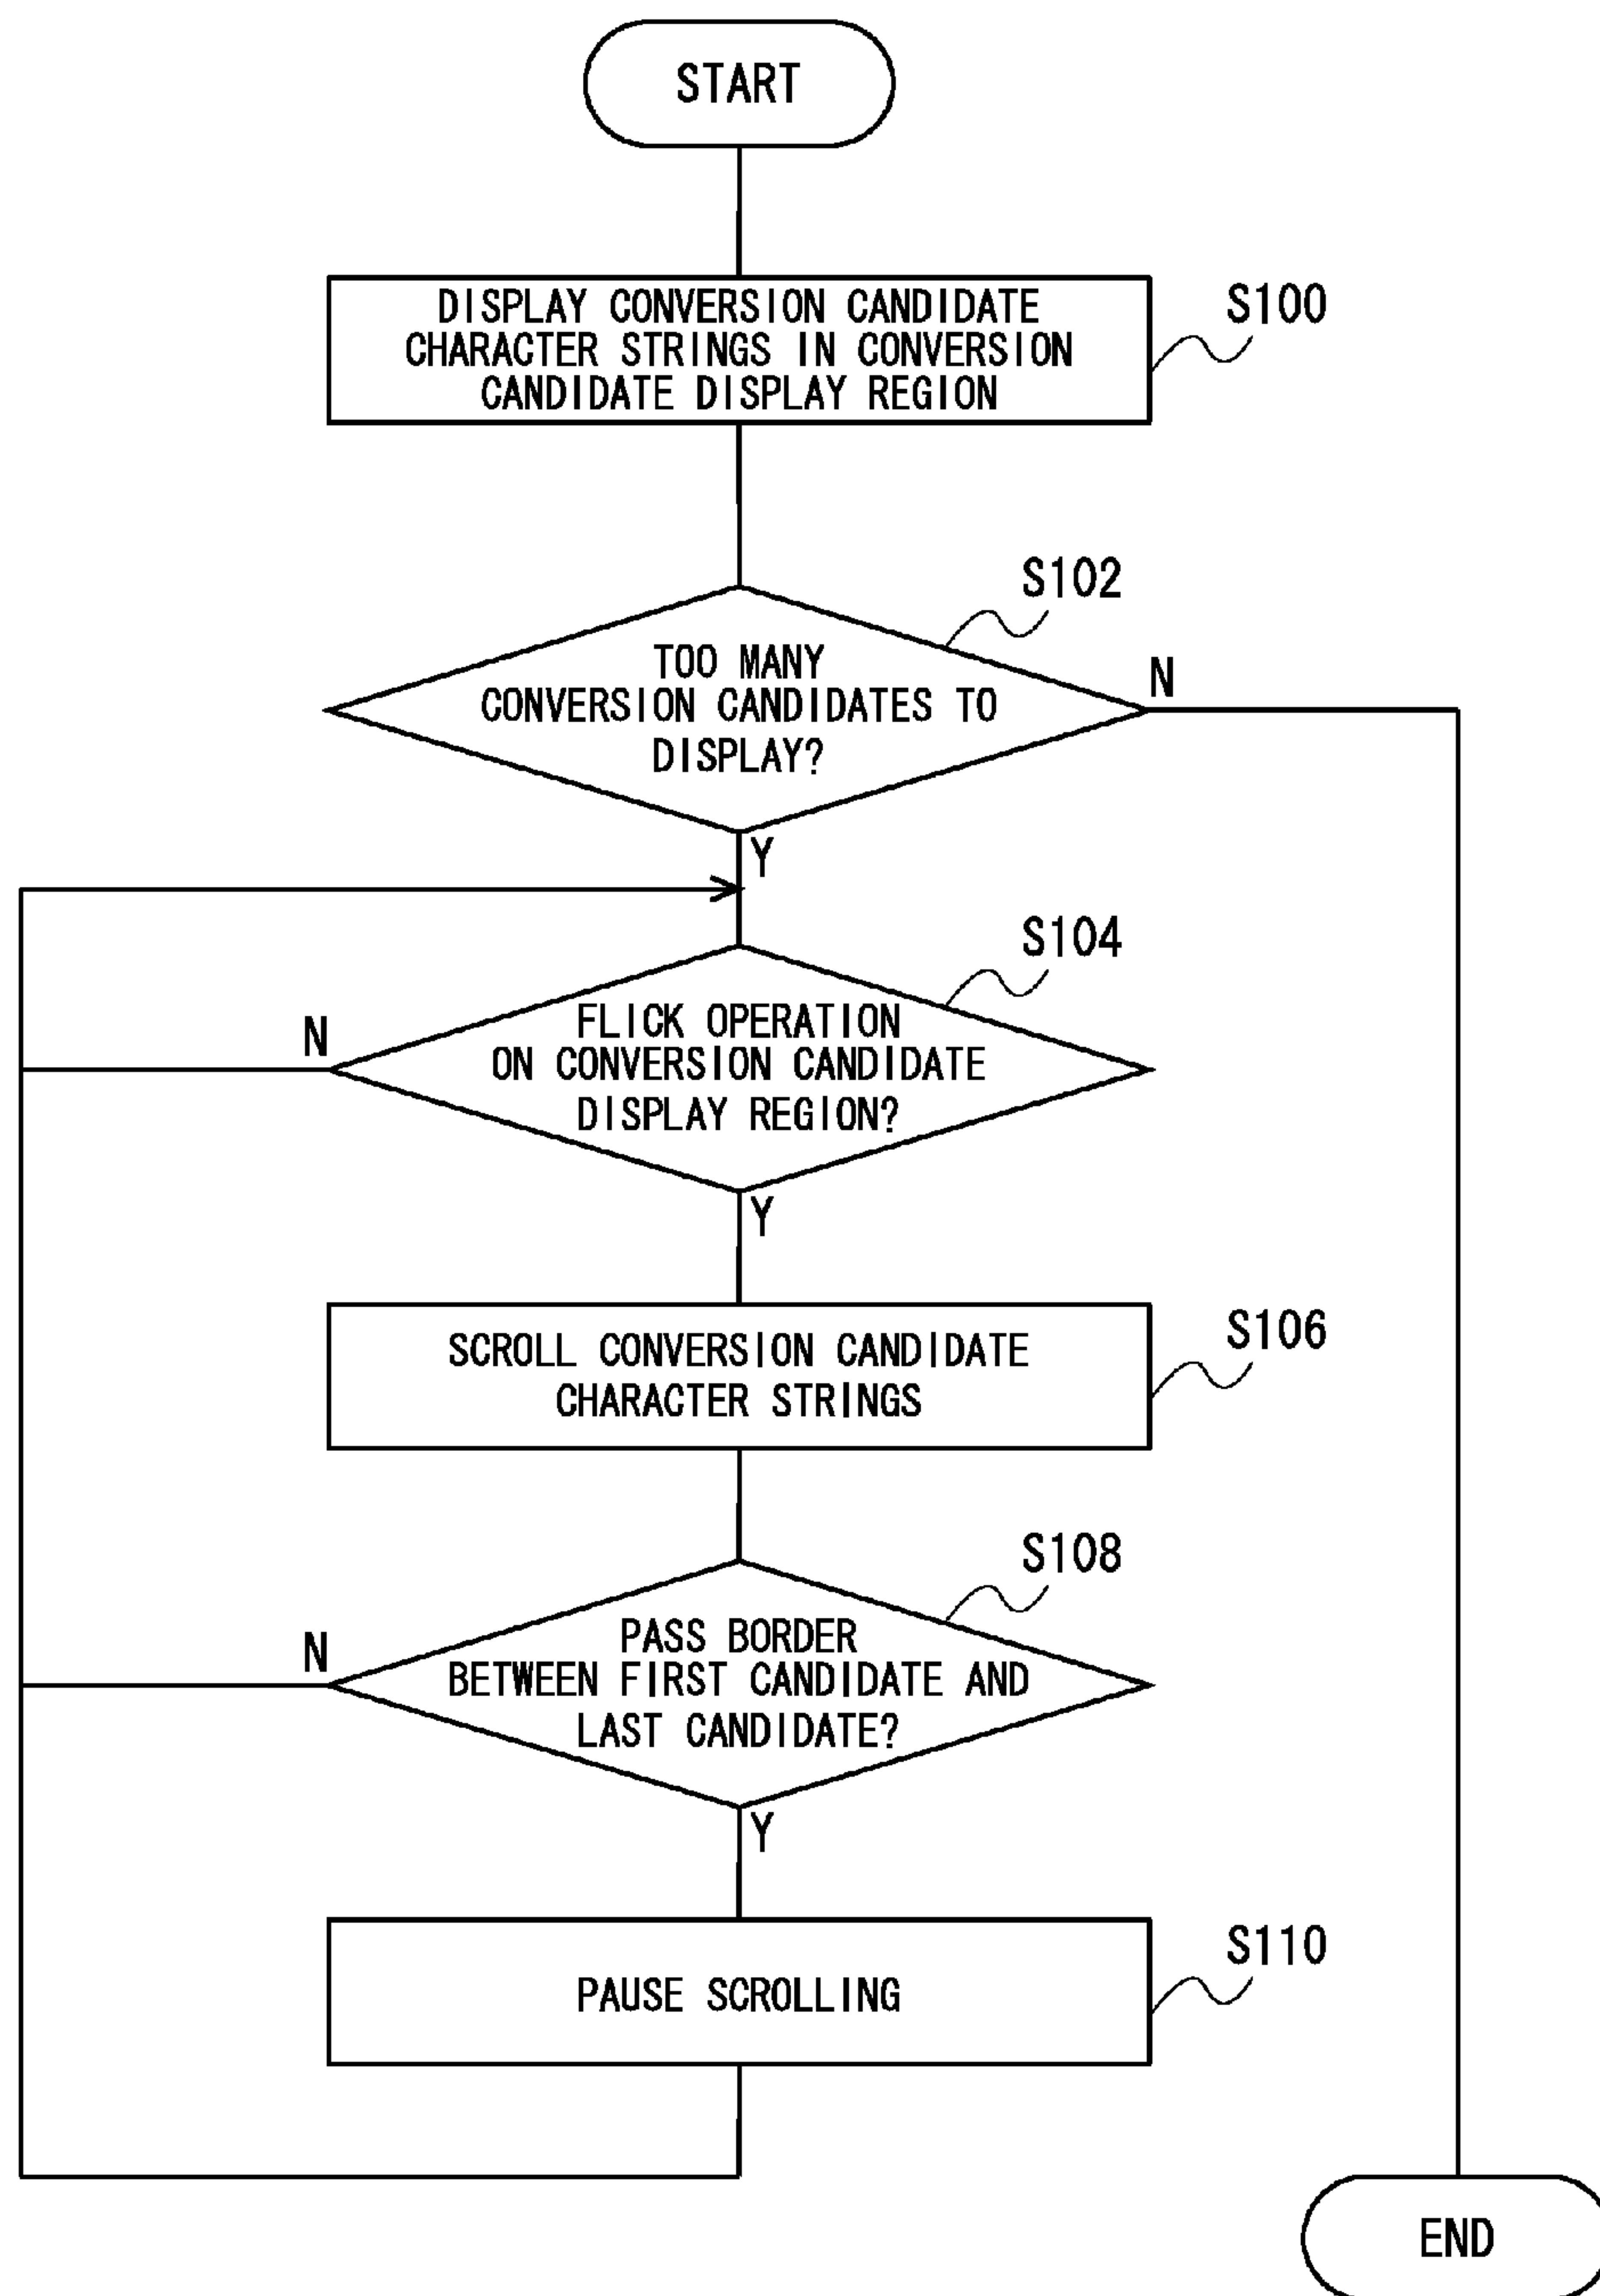 START
DISPLAY CONVERSION CANDIDATE
CHARACTER STRINGS IN CONVERSION
CANDIDATE DISPLAY REGION
S100
S102
TOO MANY
CONVERSION CANDIDATES TO
DISPLAY?
N
Y
S104
FLICK OPERATION
ON CONVERSION CANDIDATE
DISPLAY REGION?
N
Y
SCROLL CONVERSION CANDIDATE
CHARACTER STRINGS
S106
S108
PASS BORDER
BETWEEN FIRST CANDIDATE AND
LAST CANDIDATE?
N
Y
PAUSE SCROLLING
S110
END